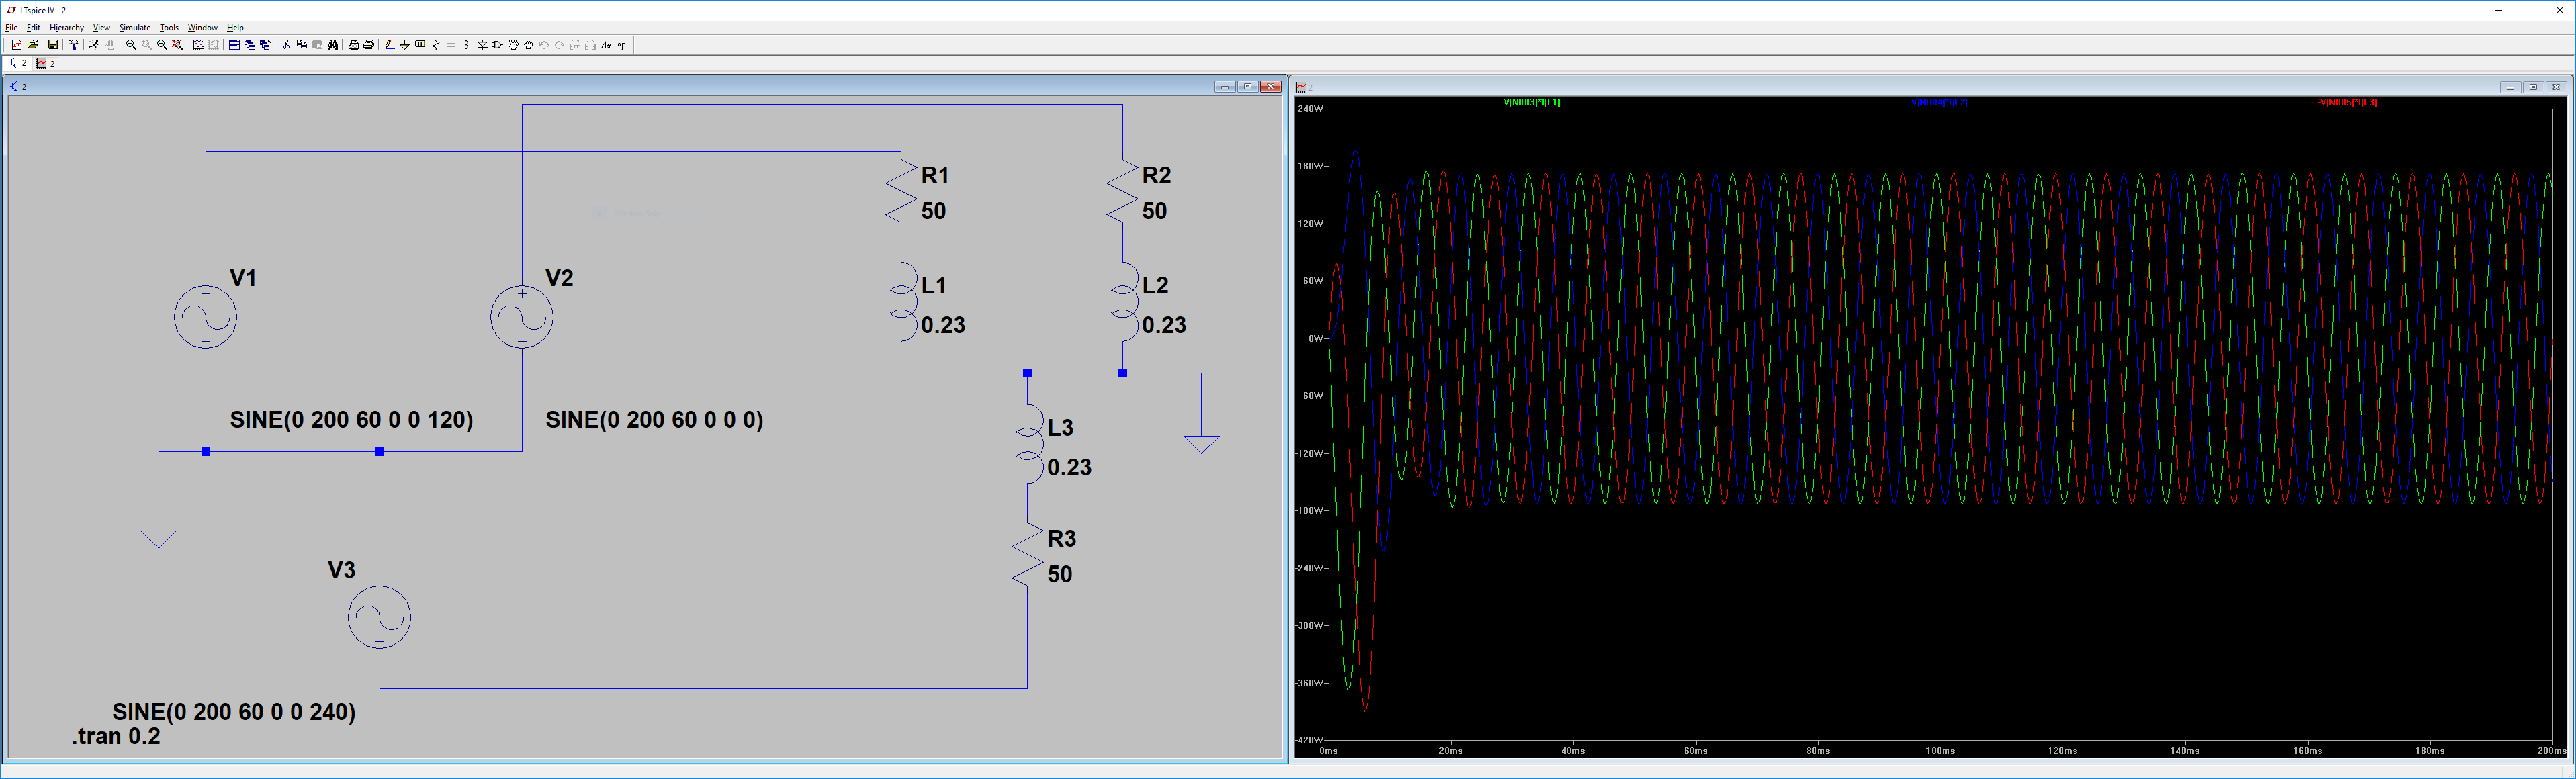 LTspice IV - 2
File Edit Hierarchy View Simulate Tools Window Help
2 2
2
V1
SINE(0 200 60 0 0 120)
V2
SINE(0 200 60 0 0 0)
V3
SINE(0 200 60 0 0 240)
.tran 0.2
R1
50
L1
0.23
R2
50
L2
0.23
L3
0.23
R3
50
2
V(N003)*I(L1) V(N004)*I(L2) -V(N005)*I(L3)
240W
180W
120W
60W
0W
-60W
-120W
-180W
-240W
-300W
-360W
-420W
0ms 20ms 40ms 60ms 80ms 100ms 120ms 140ms 160ms 180ms 200ms